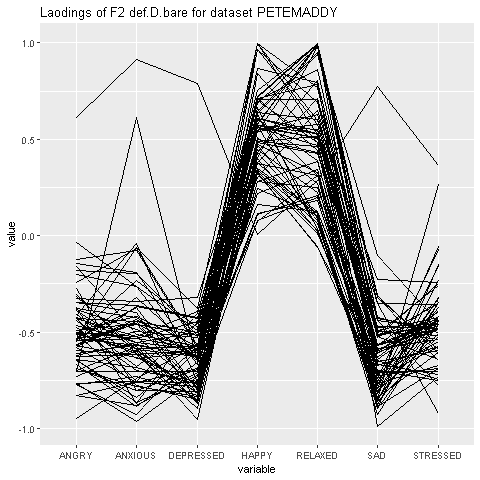 Laodings of F2 def.D.bare for dataset PETEMADDY
1.0
0.5
0.0
-0.5
-1.0
value
ANGRY ANXIOUS DEPRESSED HAPPY RELAXED SAD STRESSED
variable